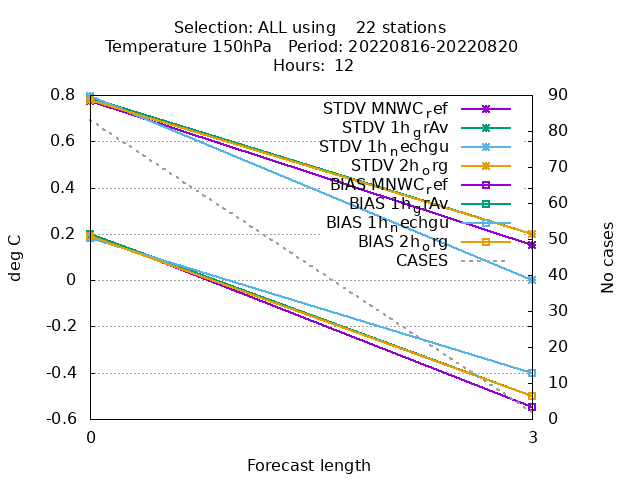 Selection: ALL using 22 stations
Temperature 150hPa Period: 20220816-20220820
Hours: 12
0.8
0.6
0.4
0.2
0
-0.2
-0.4
-0.6
deg C
STDV MNWC_ref
STDV 1h_grAv
STDV 1h_nechgu
STDV 2h_org
BIAS MNWC_ref
BIAS 1h_grAv
BIAS 1h_nechgu
BIAS 2h_org
CASES
90
80
70
60
50
40
30
20
10
0
No cases
0 3
Forecast length